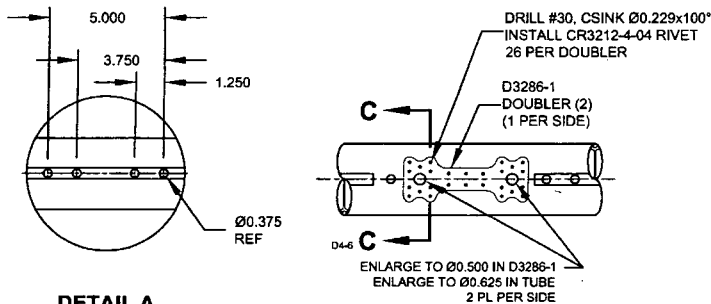 5.000
3.750
1.250
Ø0.375
REF
DETAIL A
DRILL #30, CSINK Ø0.229x100°
INSTALL CR3212-4-04 RIVET
26 PER DOUBLER
D3286-1
DOUBLER (2)
(1 PER SIDE)
C
D4-6 C
ENLARGE TO Ø0.500 IN D3286-1
ENLARGE TO Ø0.625 IN TUBE
2 PL PER SIDE